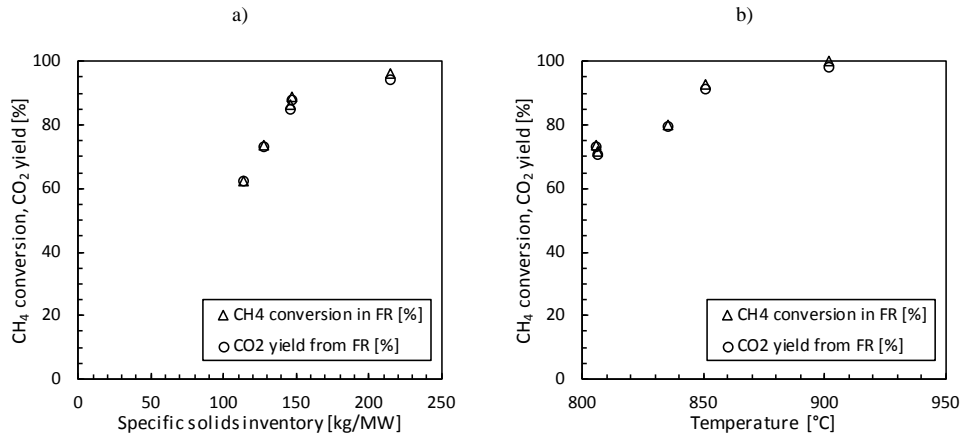 a)
CH₄ conversion, CO₂ yield [%]
100
80
60
40
20
0
CH4 conversion in FR [%]
CO2 yield from FR [%]
0 50 100 150 200 250
Specific solids inventory [kg/MW]
b)
CH₄ conversion, CO₂ yield [%]
100
80
60
40
20
0
CH4 conversion in FR [%]
CO2 yield from FR [%]
800 850 900 950
Temperature [°C]